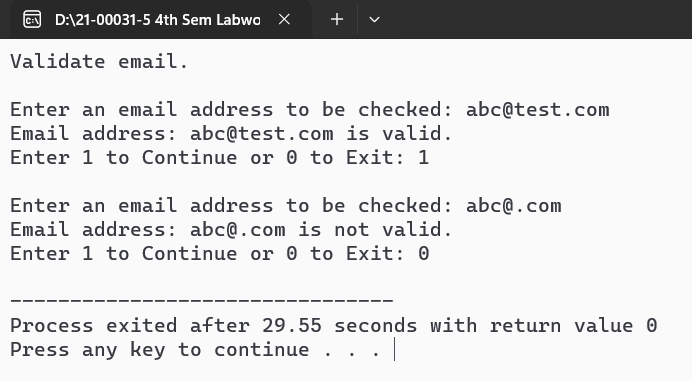 D:\21-00031-5 4th Sem Labwo
Validate email.
Enter an email address to be checked: abc@test.com
Email address: abc@test.com is valid.
Enter 1 to Continue or 0 to Exit: 1
Enter an email address to be checked: abc@.com
Email address: abc@.com is not valid.
Enter 1 to Continue or 0 to Exit: 0
--------------------------------
Process exited after 29.55 seconds with return value 0
Press any key to continue . . .